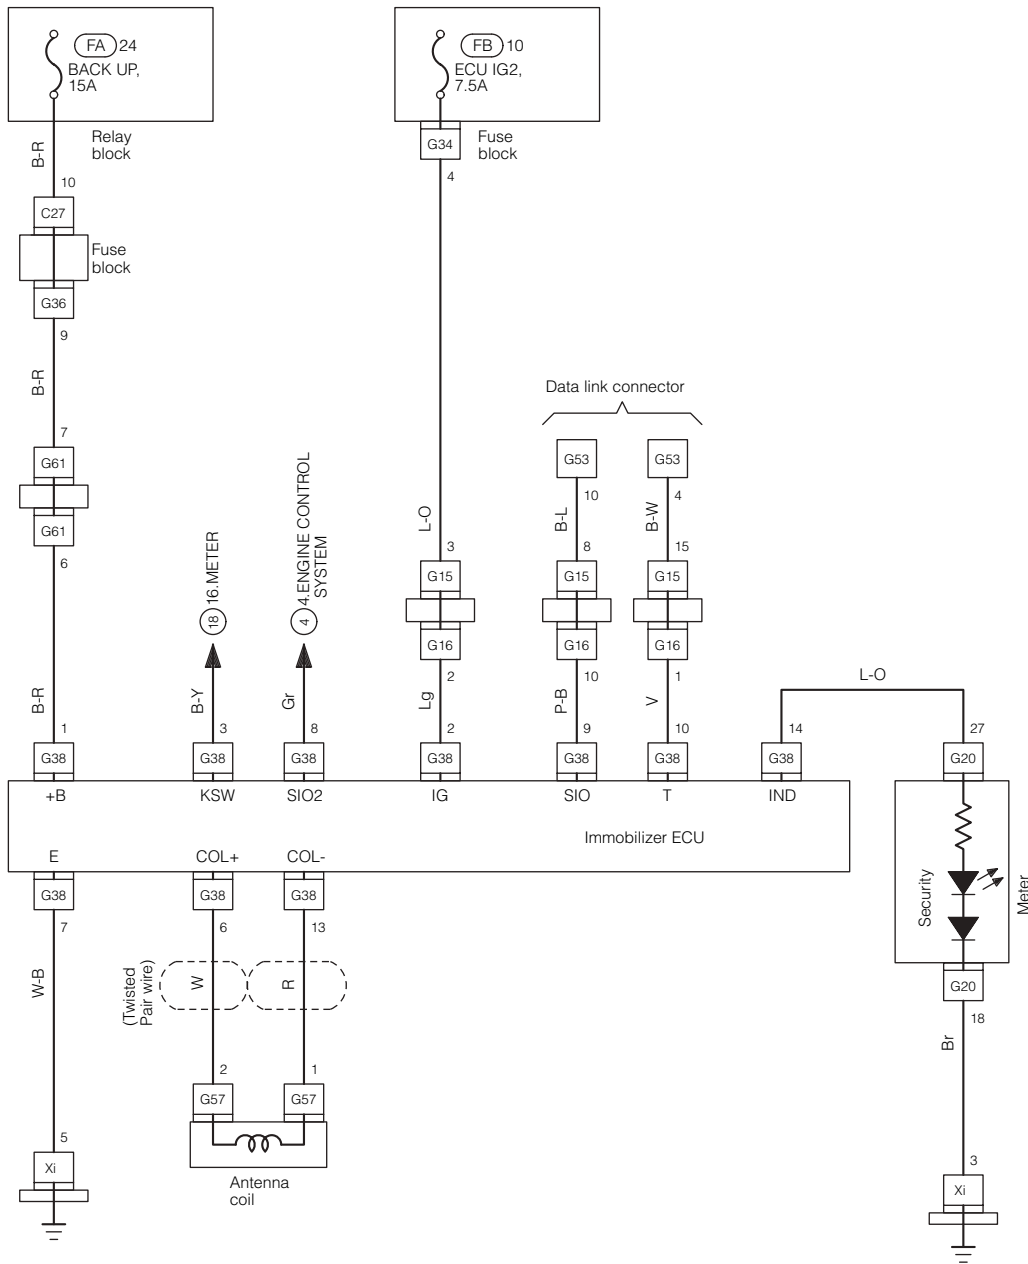 FA 24
BACK UP,
15A
Relay
block
B-R
10
C27
Fuse
block
G36
9
B-R
7
G61
G61
6
B-R
1
G38
FB 10
ECU IG2,
7.5A
G34
Fuse
block
4
L-O
3
G15
G16
2
Lg
2
G38
18 16.METER
B-Y
3
G38
4 4.ENGINE CONTROL
SYSTEM
Gr
8
G38
Data link connector
G53
10
B-L
8
G15
G16
10
P-B
9
G38
G53
4
B-W
15
G15
G16
1
V
10
G38
L-O
14
G38
27
G20
+B
KSW
SIO2
IG
SIO
T
IND
Immobilizer ECU
E
COL+
COL-
G38
7
W-B
5
Xi
G38
6
G38
13
(Twisted
Pair wire)
W
R
2
G57
1
G57
Antenna
coil
Security
Meter
G20
18
Br
3
Xi